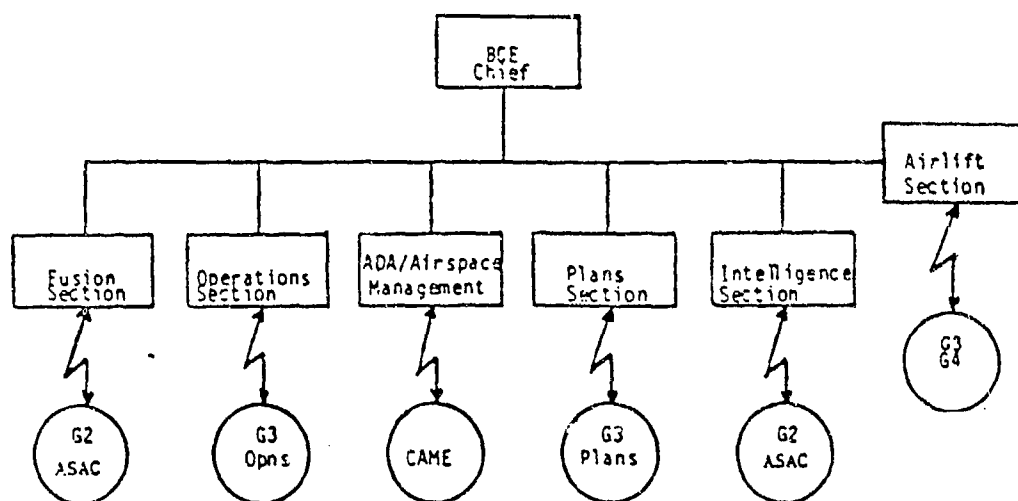 BCE
Chief
Airlift
Section
Fusion
Section
Operations
Section
ADA/Airspace
Management
Plans
Section
Intelligence
Section
G3
G4
G2
ASAC
G3
Opns
CAME
G3
Plans
G2
ASAC